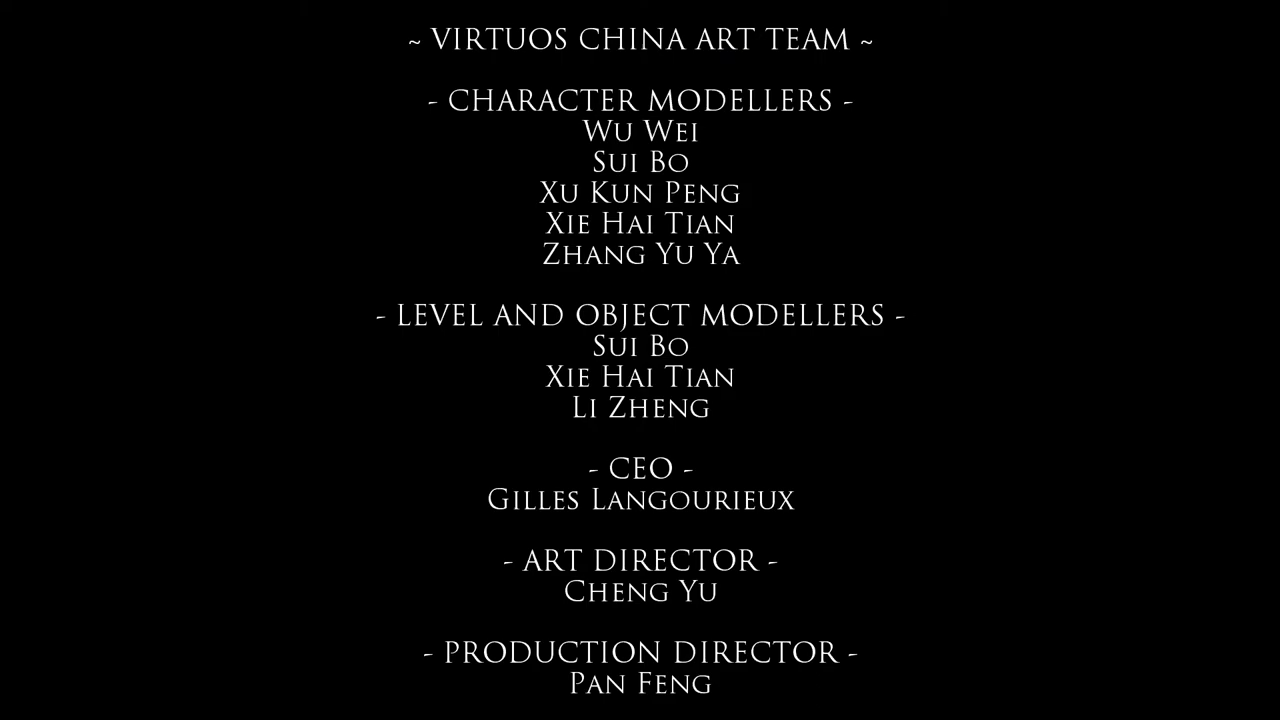 ~ VIRTUOS CHINA ART TEAM ~
- CHARACTER MODELLERS -
Wu Wei
Sui Bo
Xu Kun Peng
Xie Hai Tian
Zhang Yu Ya
- LEVEL AND OBJECT MODELLERS -
Sui Bo
Xie Hai Tian
Li Zheng
- CEO -
Gilles Langourieux
- ART DIRECTOR -
Cheng Yu
- PRODUCTION DIRECTOR -
Pan Feng